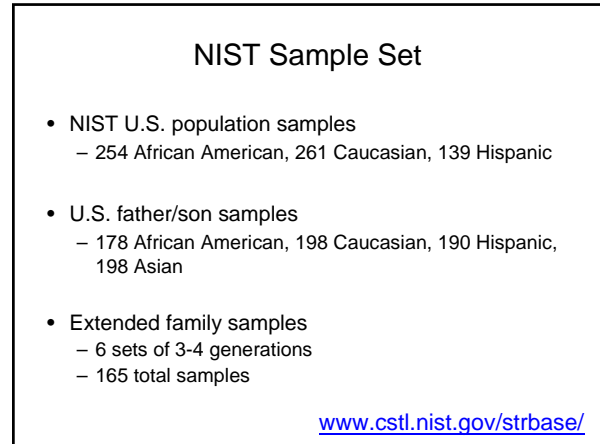 NIST Sample Set
• NIST U.S. population samples
– 254 African American, 261 Caucasian, 139 Hispanic
• U.S. father/son samples
– 178 African American, 198 Caucasian, 190 Hispanic,
198 Asian
• Extended family samples
– 6 sets of 3-4 generations
– 165 total samples
www.cstl.nist.gov/strbase/